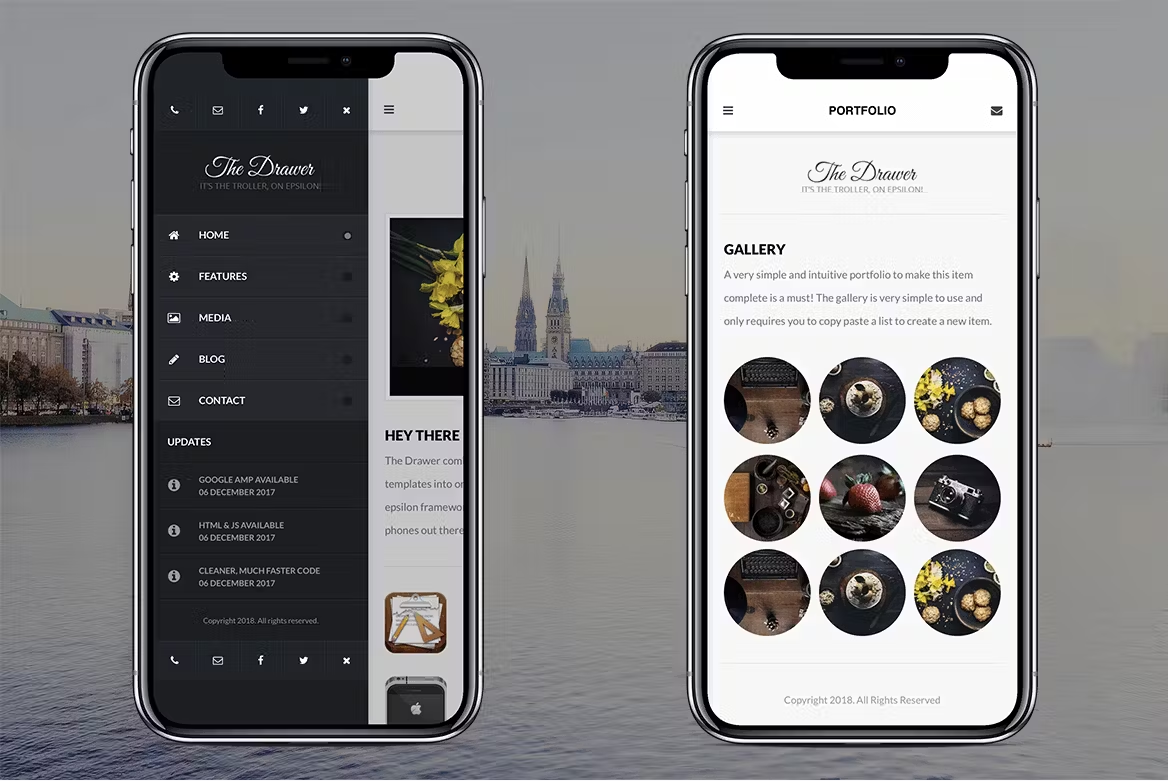 The Drawer
IT'S THE TROLLER, ON EPSILON!
HOME
FEATURES
MEDIA
BLOG
CONTACT
UPDATES
GOOGLE AMP AVAILABLE
06 DECEMBER 2017
HTML & JS AVAILABLE
06 DECEMBER 2017
CLEANER, MUCH FASTER CODE
06 DECEMBER 2017
Copyright 2018. All rights reserved.
HEY THERE
The Drawer
templates into
epsilon
phones out there
PORTFOLIO
The Drawer
IT'S THE TROLLER, ON EPSILON!
GALLERY
A very simple and intuitive portfolio to make this item
complete is a must! The gallery is very simple to use and
only requires you to copy paste a list to create a new item.
Copyright 2018. All Rights Reserved